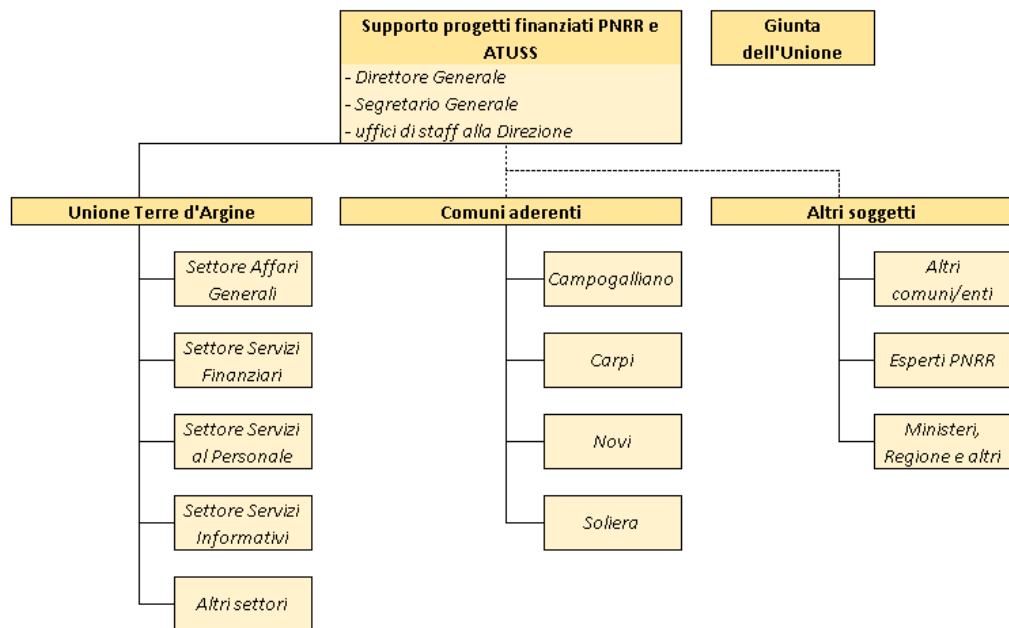 Supporto progetti finanziati PNRR e
ATUSS
- Direttore Generale
- Segretario Generale
- uffici di staff alla Direzione
Giunta
dell'Unione
Unione Terre d'Argine
Settore Affari
Generali
Settore Servizi
Finanziari
Settore Servizi
al Personale
Settore Servizi
Informativi
Altri settori
Comuni aderenti
Campogalliano
Carpi
Novi
Soliera
Altri soggetti
Altri
comuni/enti
Esperti PNRR
Ministeri,
Regione e altri